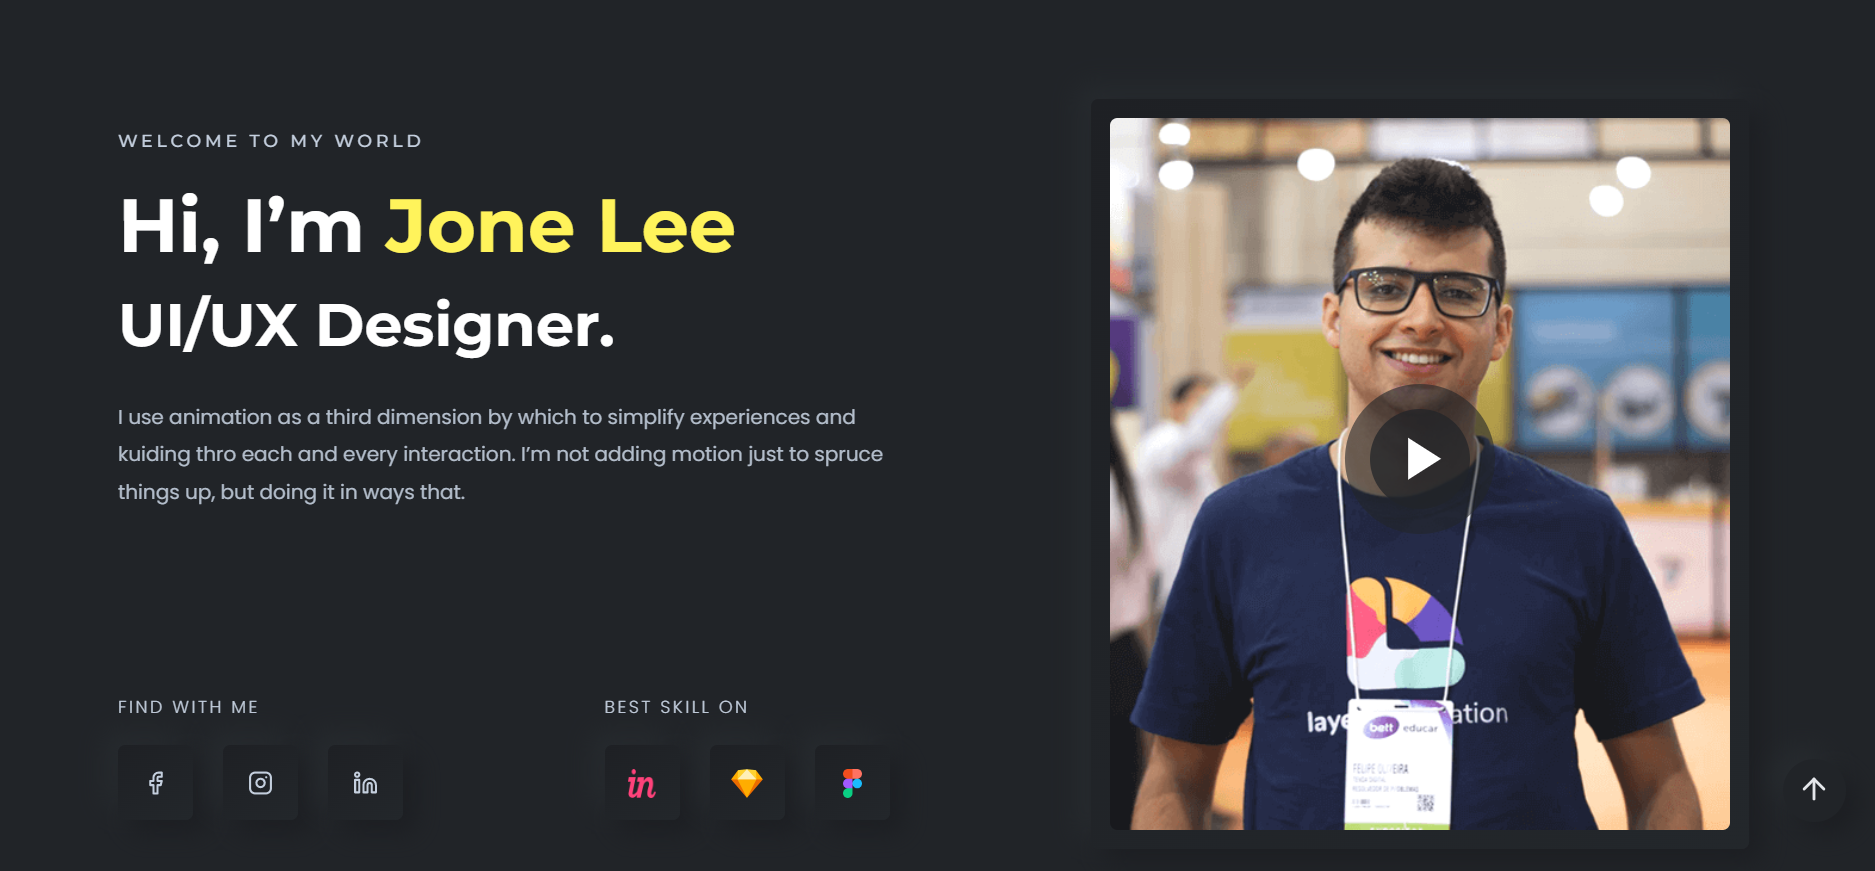 WELCOME TO MY WORLD
Hi, I’m Jone Lee
UI/UX Designer.
I use animation as a third dimension by which to simplify experiences and
kuiding thro each and every interaction. I’m not adding motion just to spruce
things up, but doing it in ways that.
FIND WITH ME
BEST SKILL ON
in
in
laye
ation
bett educar
FELIPE OLIVEIRA